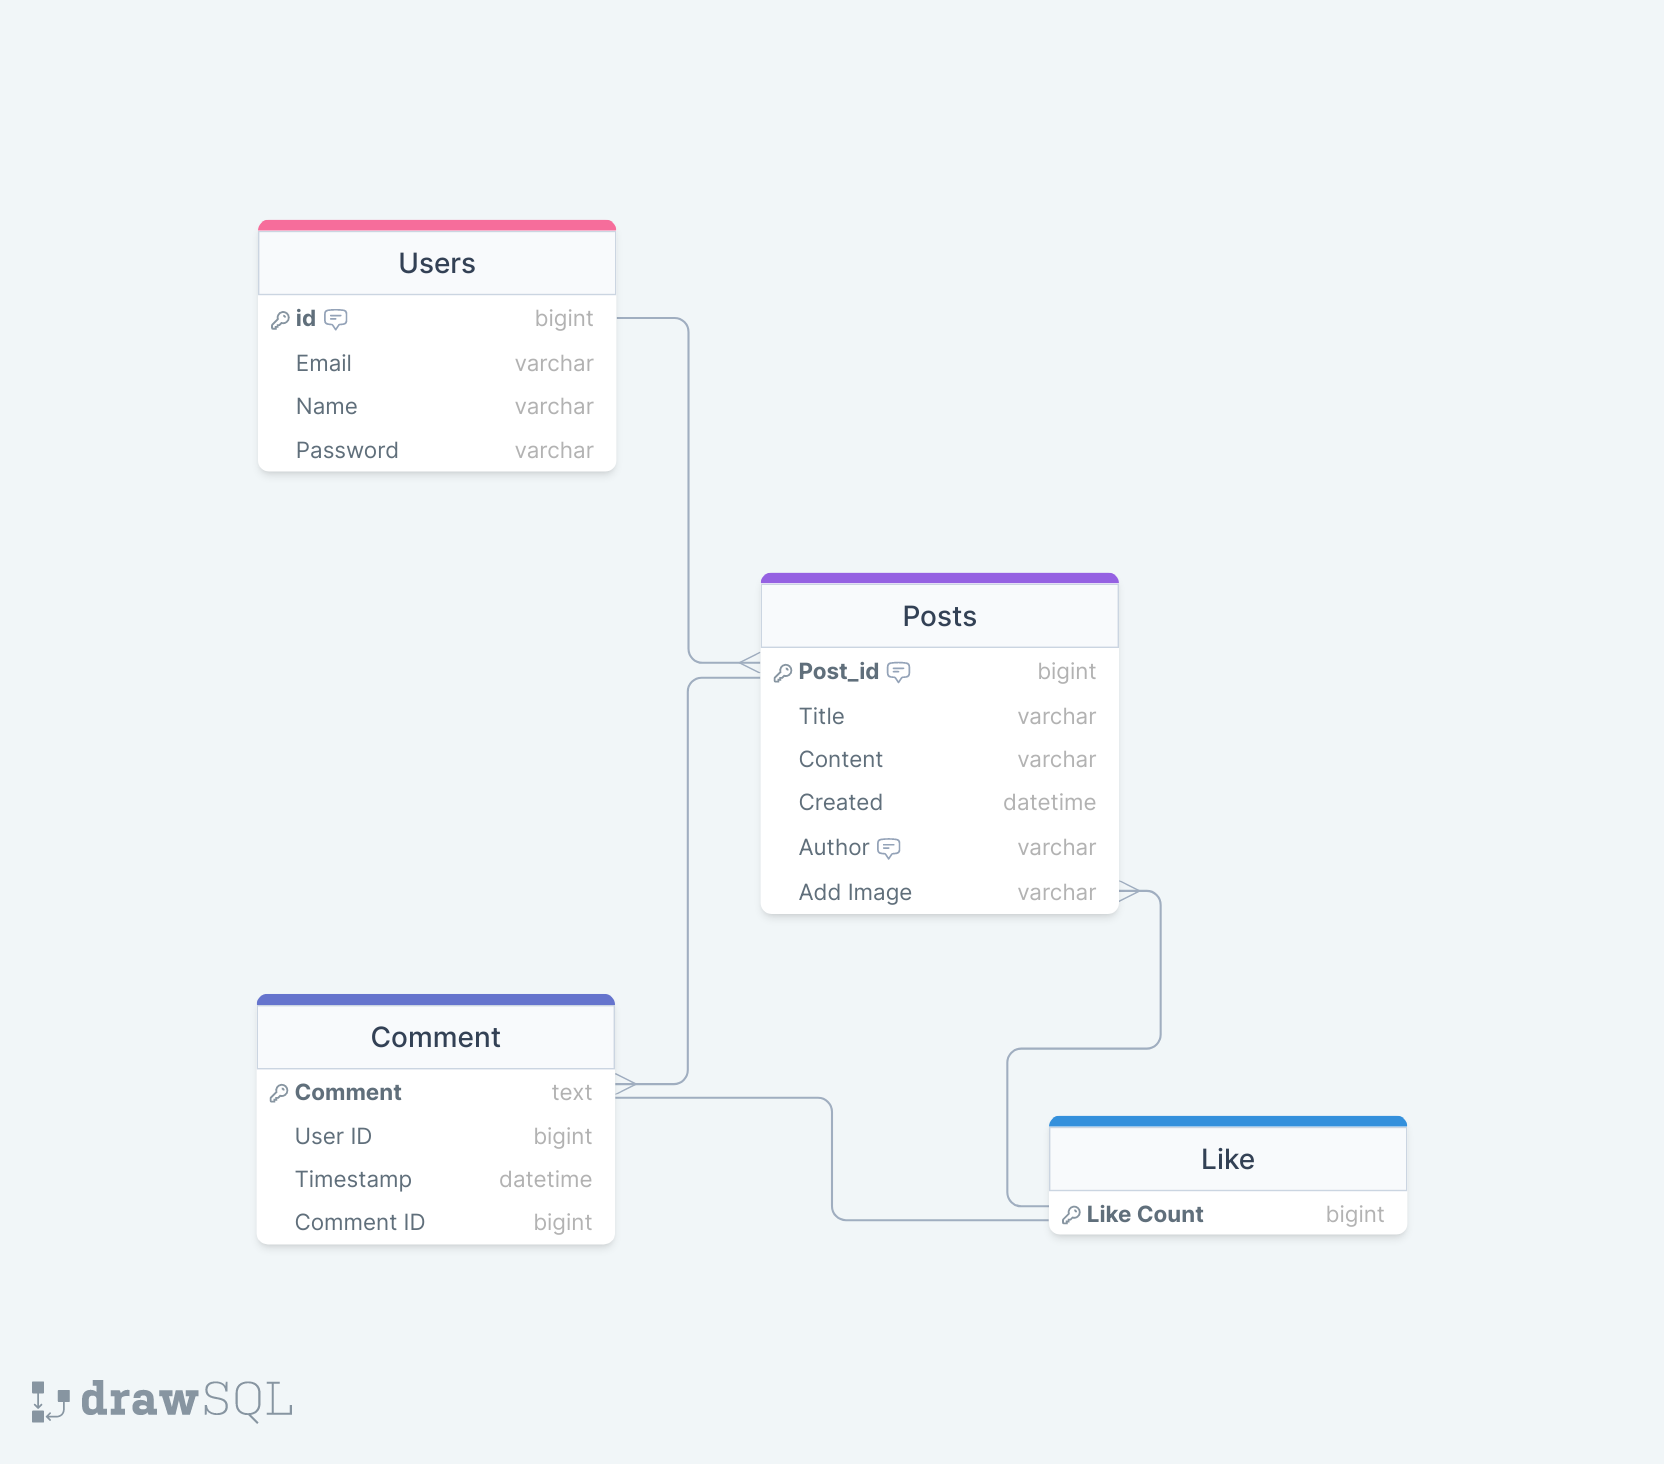 Users
id bigint
Email varchar
Name varchar
Password varchar
Posts
Post_id bigint
Title varchar
Content varchar
Created datetime
Author varchar
Add Image varchar
Comment
Comment text
User ID bigint
Timestamp datetime
Comment ID bigint
Like
Like Count bigint
drawSQL